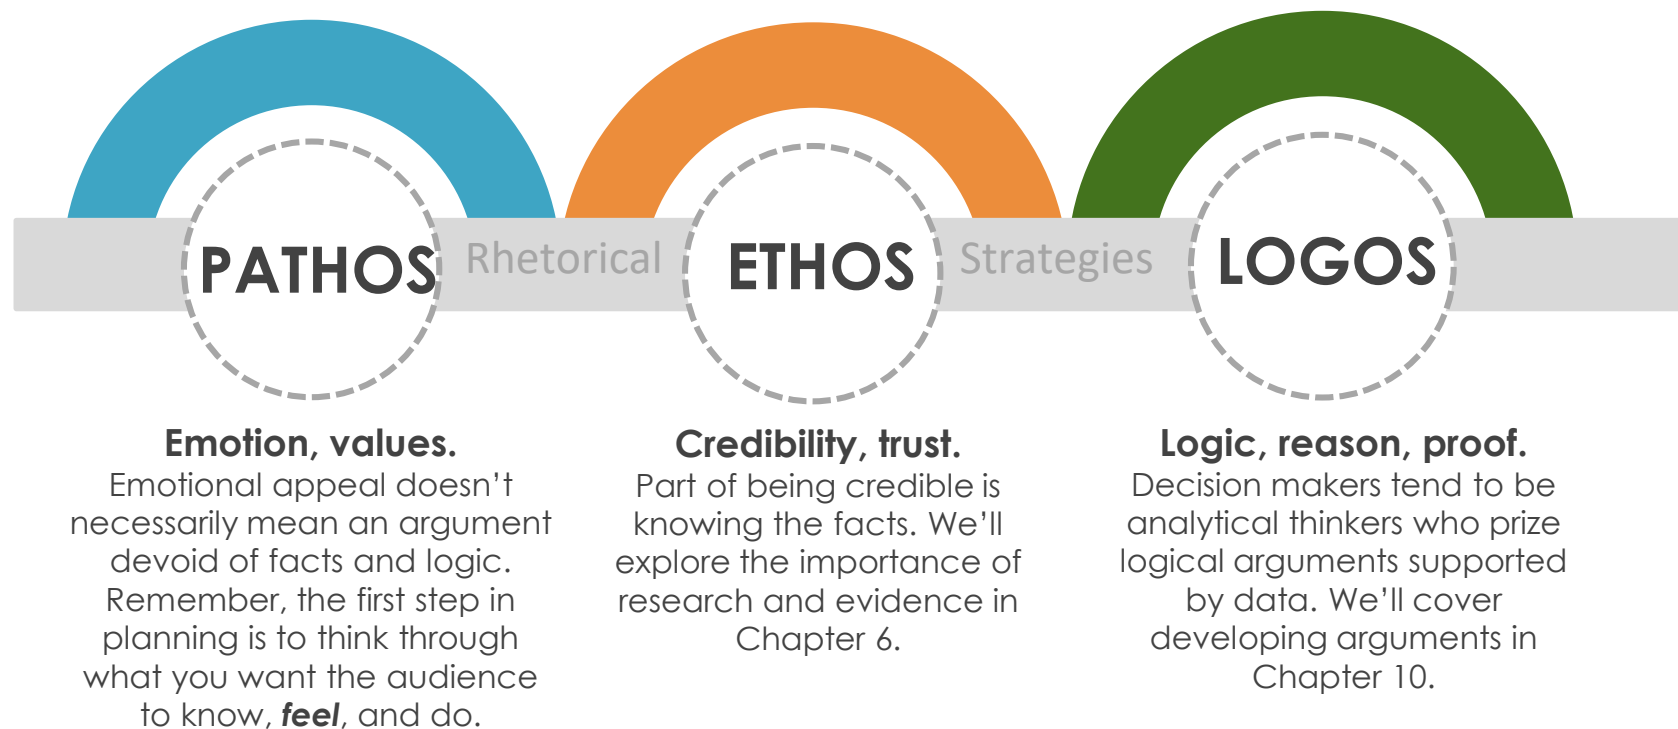 PATHOS
Rhetorical
ETHOS
Strategies
LOGOS
Emotion, values.
Emotional appeal doesn’t
necessarily mean an argument
devoid of facts and logic.
Remember, the first step in
planning is to think through
what you want the audience
to know, feel, and do.
Credibility, trust.
Part of being credible is
knowing the facts. We’ll
explore the importance of
research and evidence in
Chapter 6.
Logic, reason, proof.
Decision makers tend to be
analytical thinkers who prize
logical arguments supported
by data. We’ll cover
developing arguments in
Chapter 10.